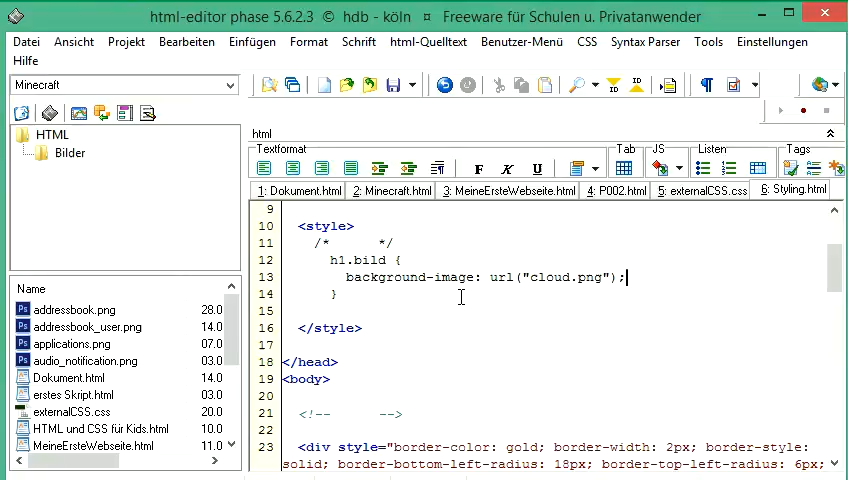 html-editor phase 5.6.2.3 © hdb - köln ¤ Freeware für Schulen u. Privatanwender
Datei Ansicht Projekt Bearbeiten Einfügen Format Schrift html-Quelltext Benutzer-Menü CSS Syntax Parser Tools Einstellungen
Hilfe
Minecraft
HTML
Bilder
html
Textformat Tab JS Listen Tags
F K U
1: Dokument.html 2: Minecraft.html 3: MeineErsteWebseite.html 4: P002.html 5: externalCSS.css 6: Styling.html
9
10 <style>
11 /* */
12 h1.bild {
13 background-image: url("cloud.png");
14 }
15
16 </style>
17
18 </head>
19 <body>
20
21 <!-- -->
22
23 <div style="border-color: gold; border-width: 2px; border-style:
solid; border-bottom-left-radius: 18px; border-top-left-radius: 6px;
Name
addressbook.png 28.0
addressbook_user.png 14.0
applications.png 07.0
audio_notification.png 03.0
Dokument.html 14.0
erstes Skript.html 03.0
externalCSS.css 20.0
HTML und CSS für Kids.html 10.0
MeineErsteWebseite.html 11.0